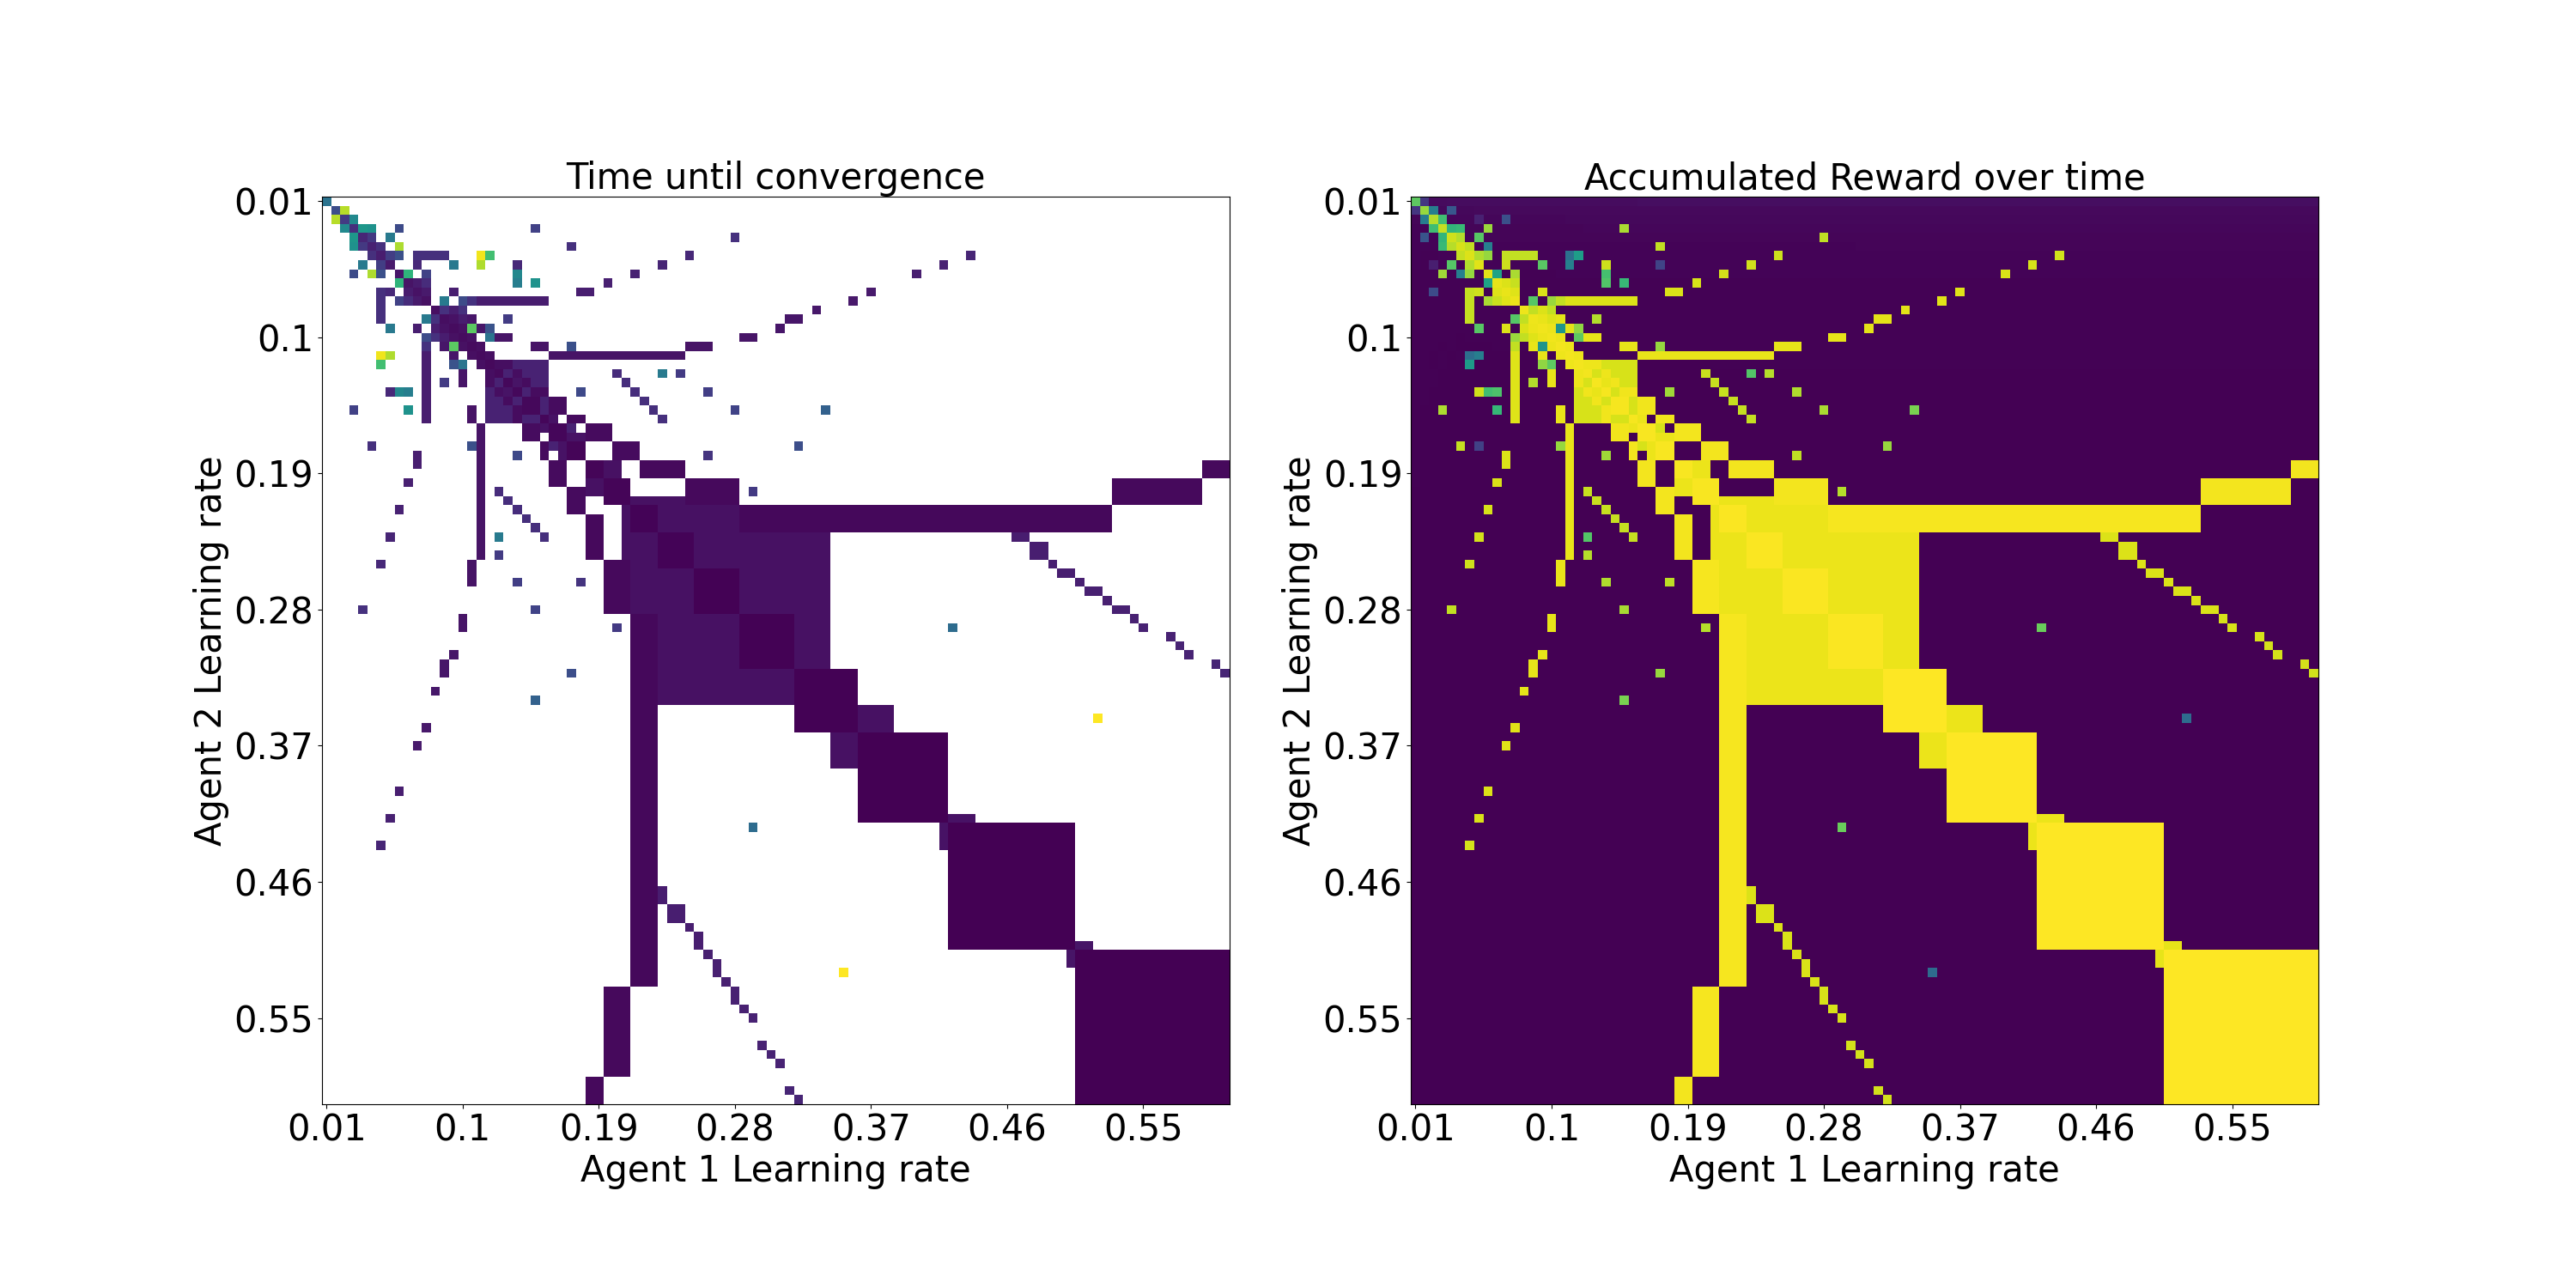 Time until convergence
0.01
0.1
0.19
0.28
0.37
0.46
0.55
Agent 2 Learning rate
0.01 0.1 0.19 0.28 0.37 0.46 0.55
Agent 1 Learning rate
Accumulated Reward over time
0.01
0.1
0.19
0.28
0.37
0.46
0.55
Agent 2 Learning rate
0.01 0.1 0.19 0.28 0.37 0.46 0.55
Agent 1 Learning rate